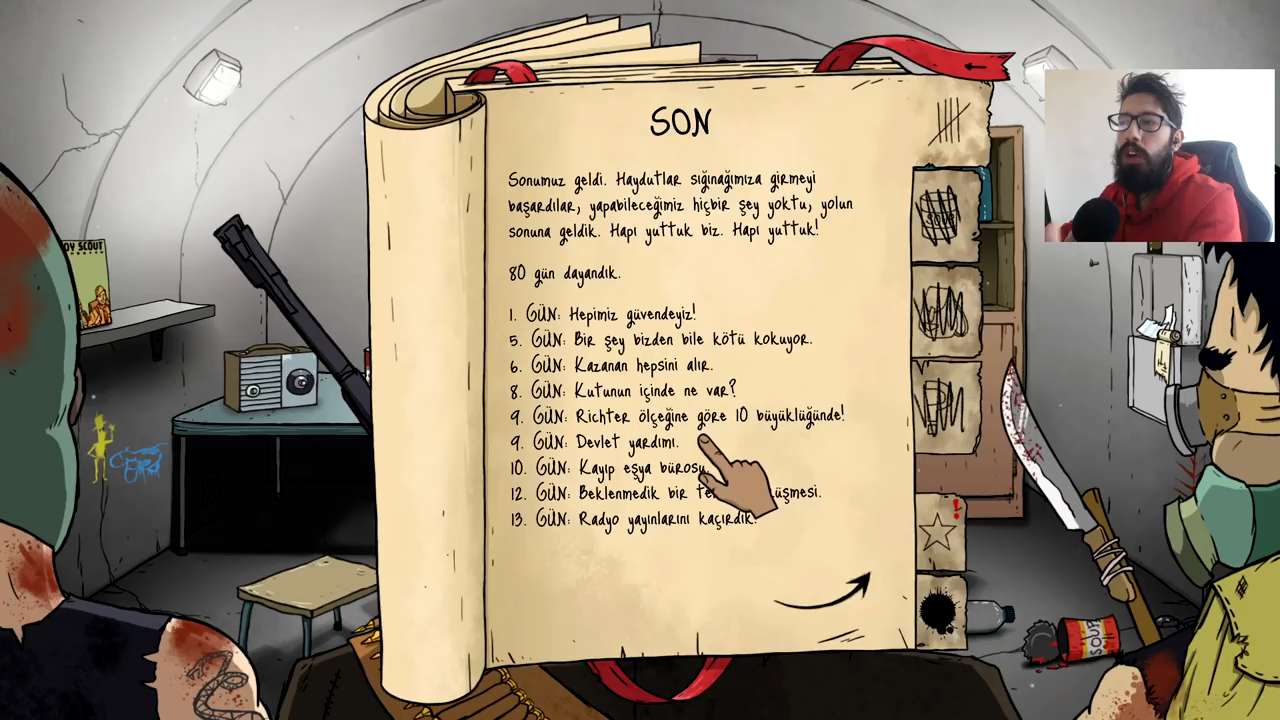 SON
Sonumuz geldi. Haydutlar sığınağımıza girmeyi
başardılar, yapabileceğimiz hiçbir şey yoktu, yolun
sonuna geldik. Hapı yuttuk biz. Hapı yuttuk!
80 gün dayandık.
1. GÜN: Hepimiz güvendeyiz!
5. GÜN: Bir şey bizden bile kötü kokuyor.
6. GÜN: Kazanan hepsini alır.
8. GÜN: Kutunun içinde ne var?
9. GÜN: Richter ölçeğine göre 10 büyüklüğünde!
9. GÜN: Devlet yardımı.
10. GÜN: Kayıp eşya bürosu.
12. GÜN: Beklenmedik bir
13. GÜN: Radyo yayınlarını kaçırdık.
OY SCOUT
SOUP